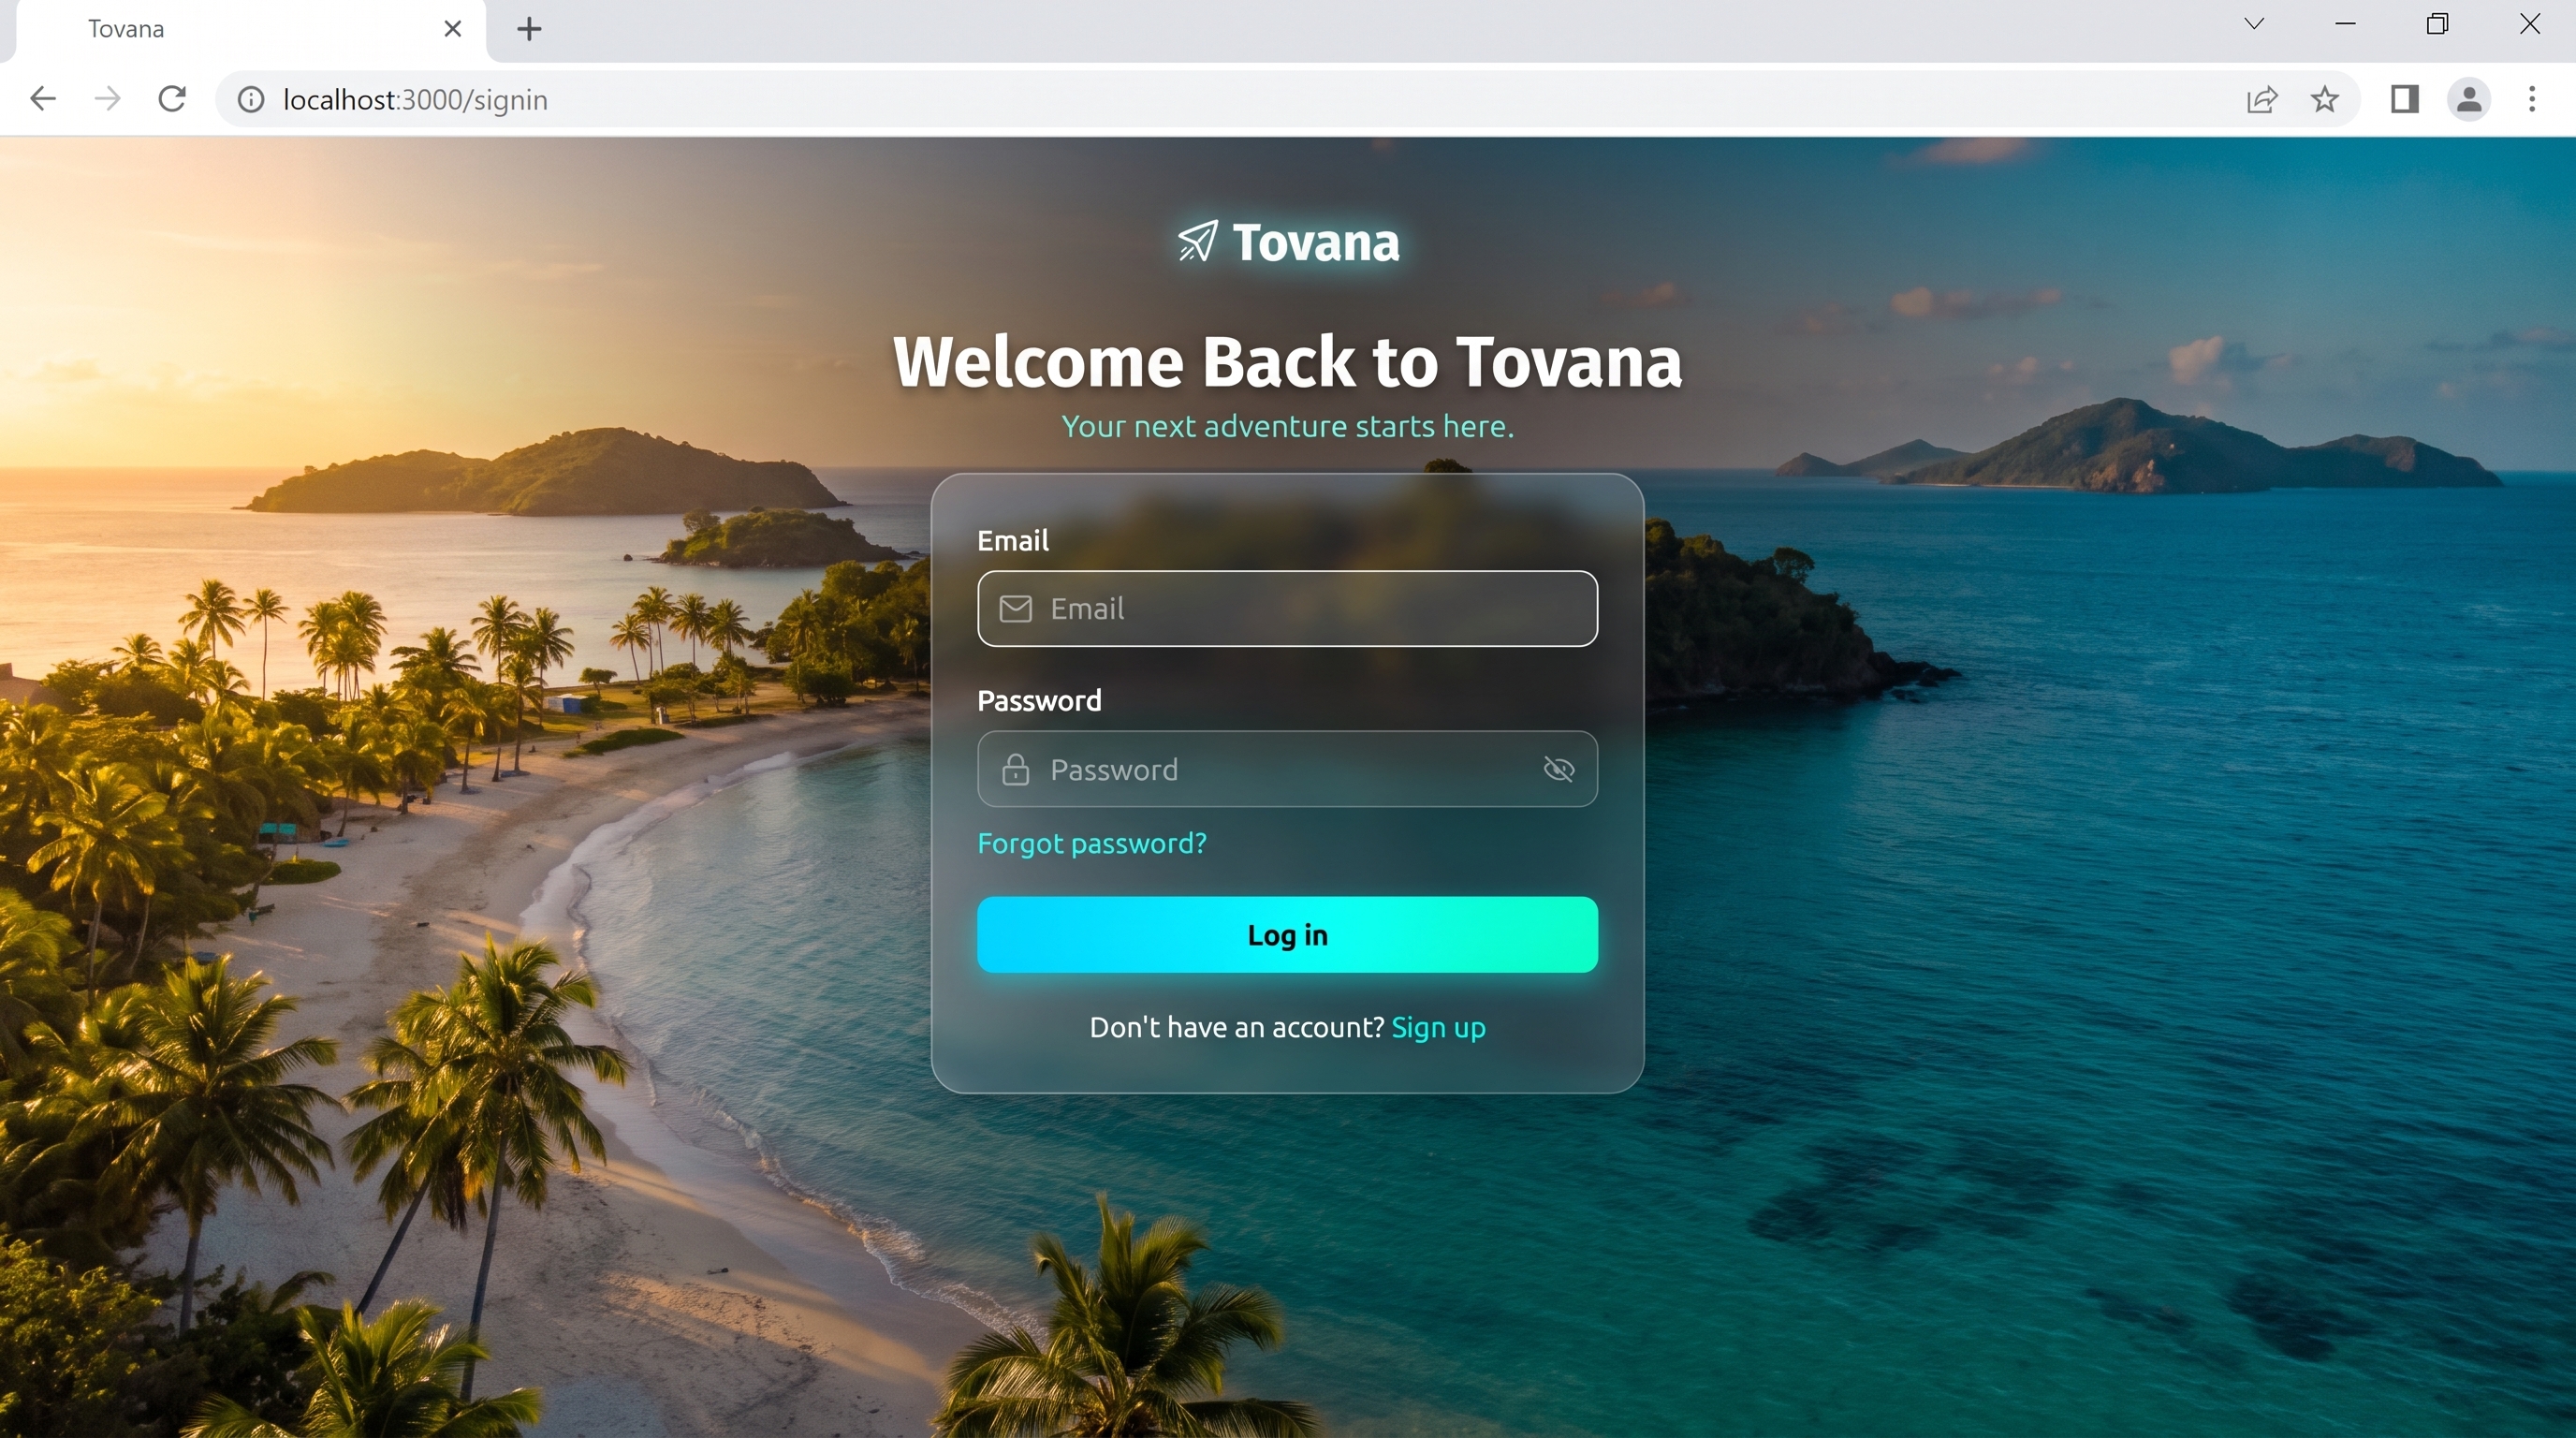 Tovana
localhost:3000/signin
Tovana
Welcome Back to Tovana
Your next adventure starts here.
Email
Email
Password
Password
Forgot password?
Log in
Don't have an account? Sign up